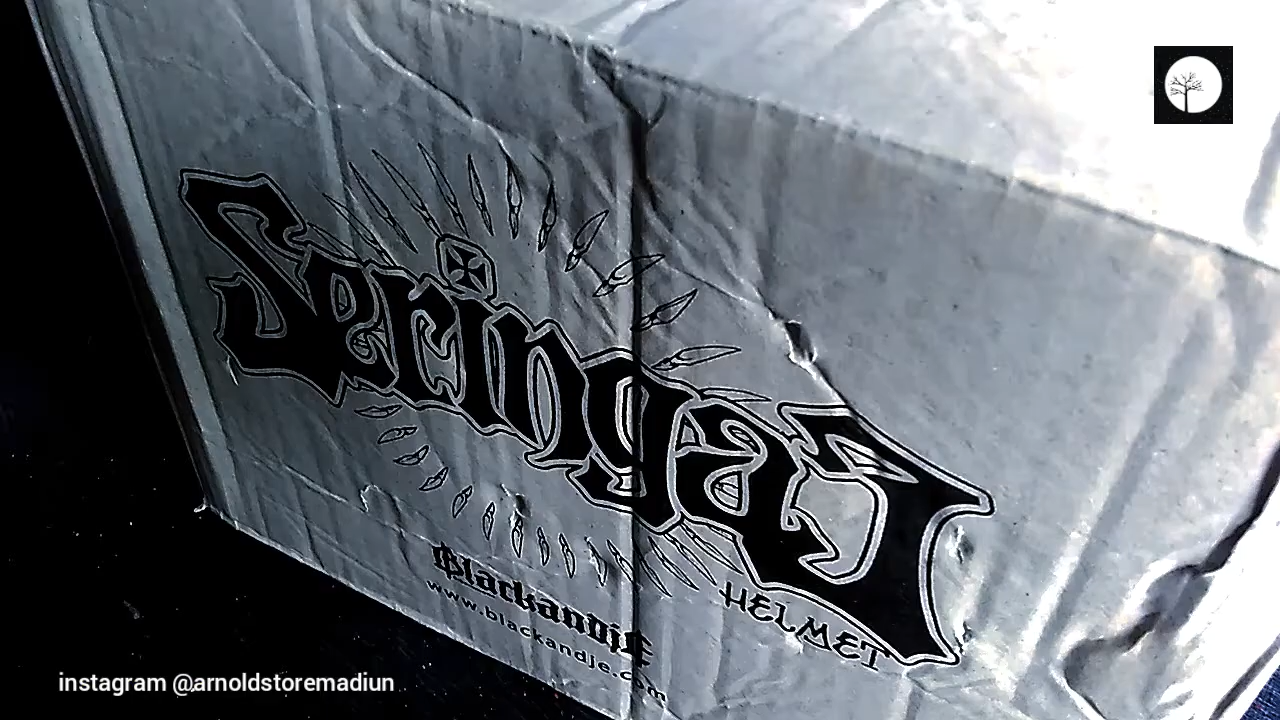 Seringai
HELMET
Blackandje
www.blackandje.com
instagram @arnoldstoremadiun